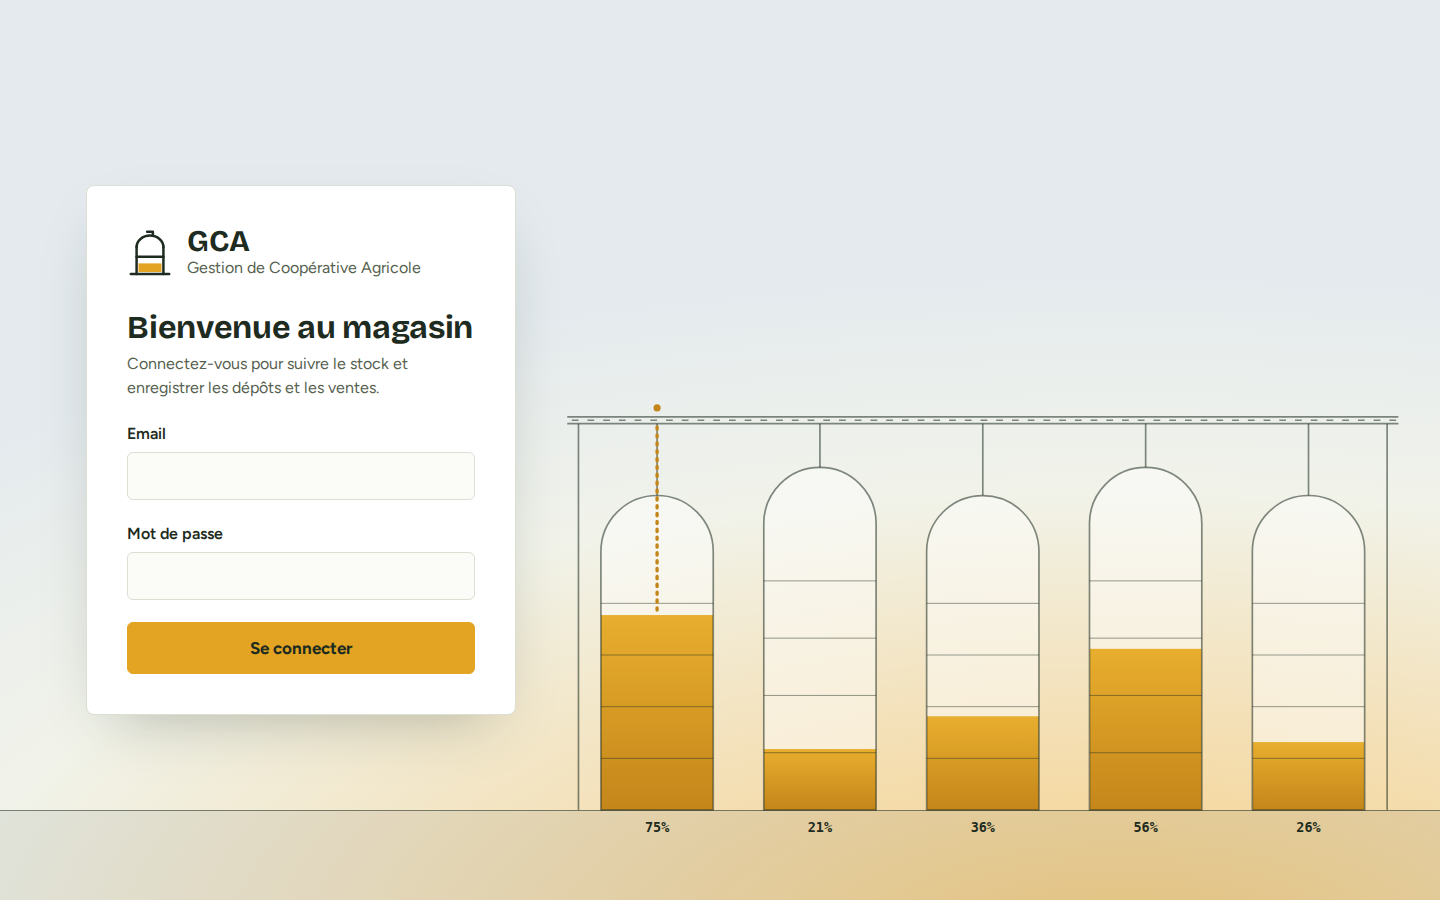 GCA
Gestion de Coopérative Agricole
Bienvenue au magasin
Connectez-vous pour suivre le stock et
enregistrer les dépôts et les ventes.
Email
Mot de passe
Se connecter
75%
21%
36%
56%
26%